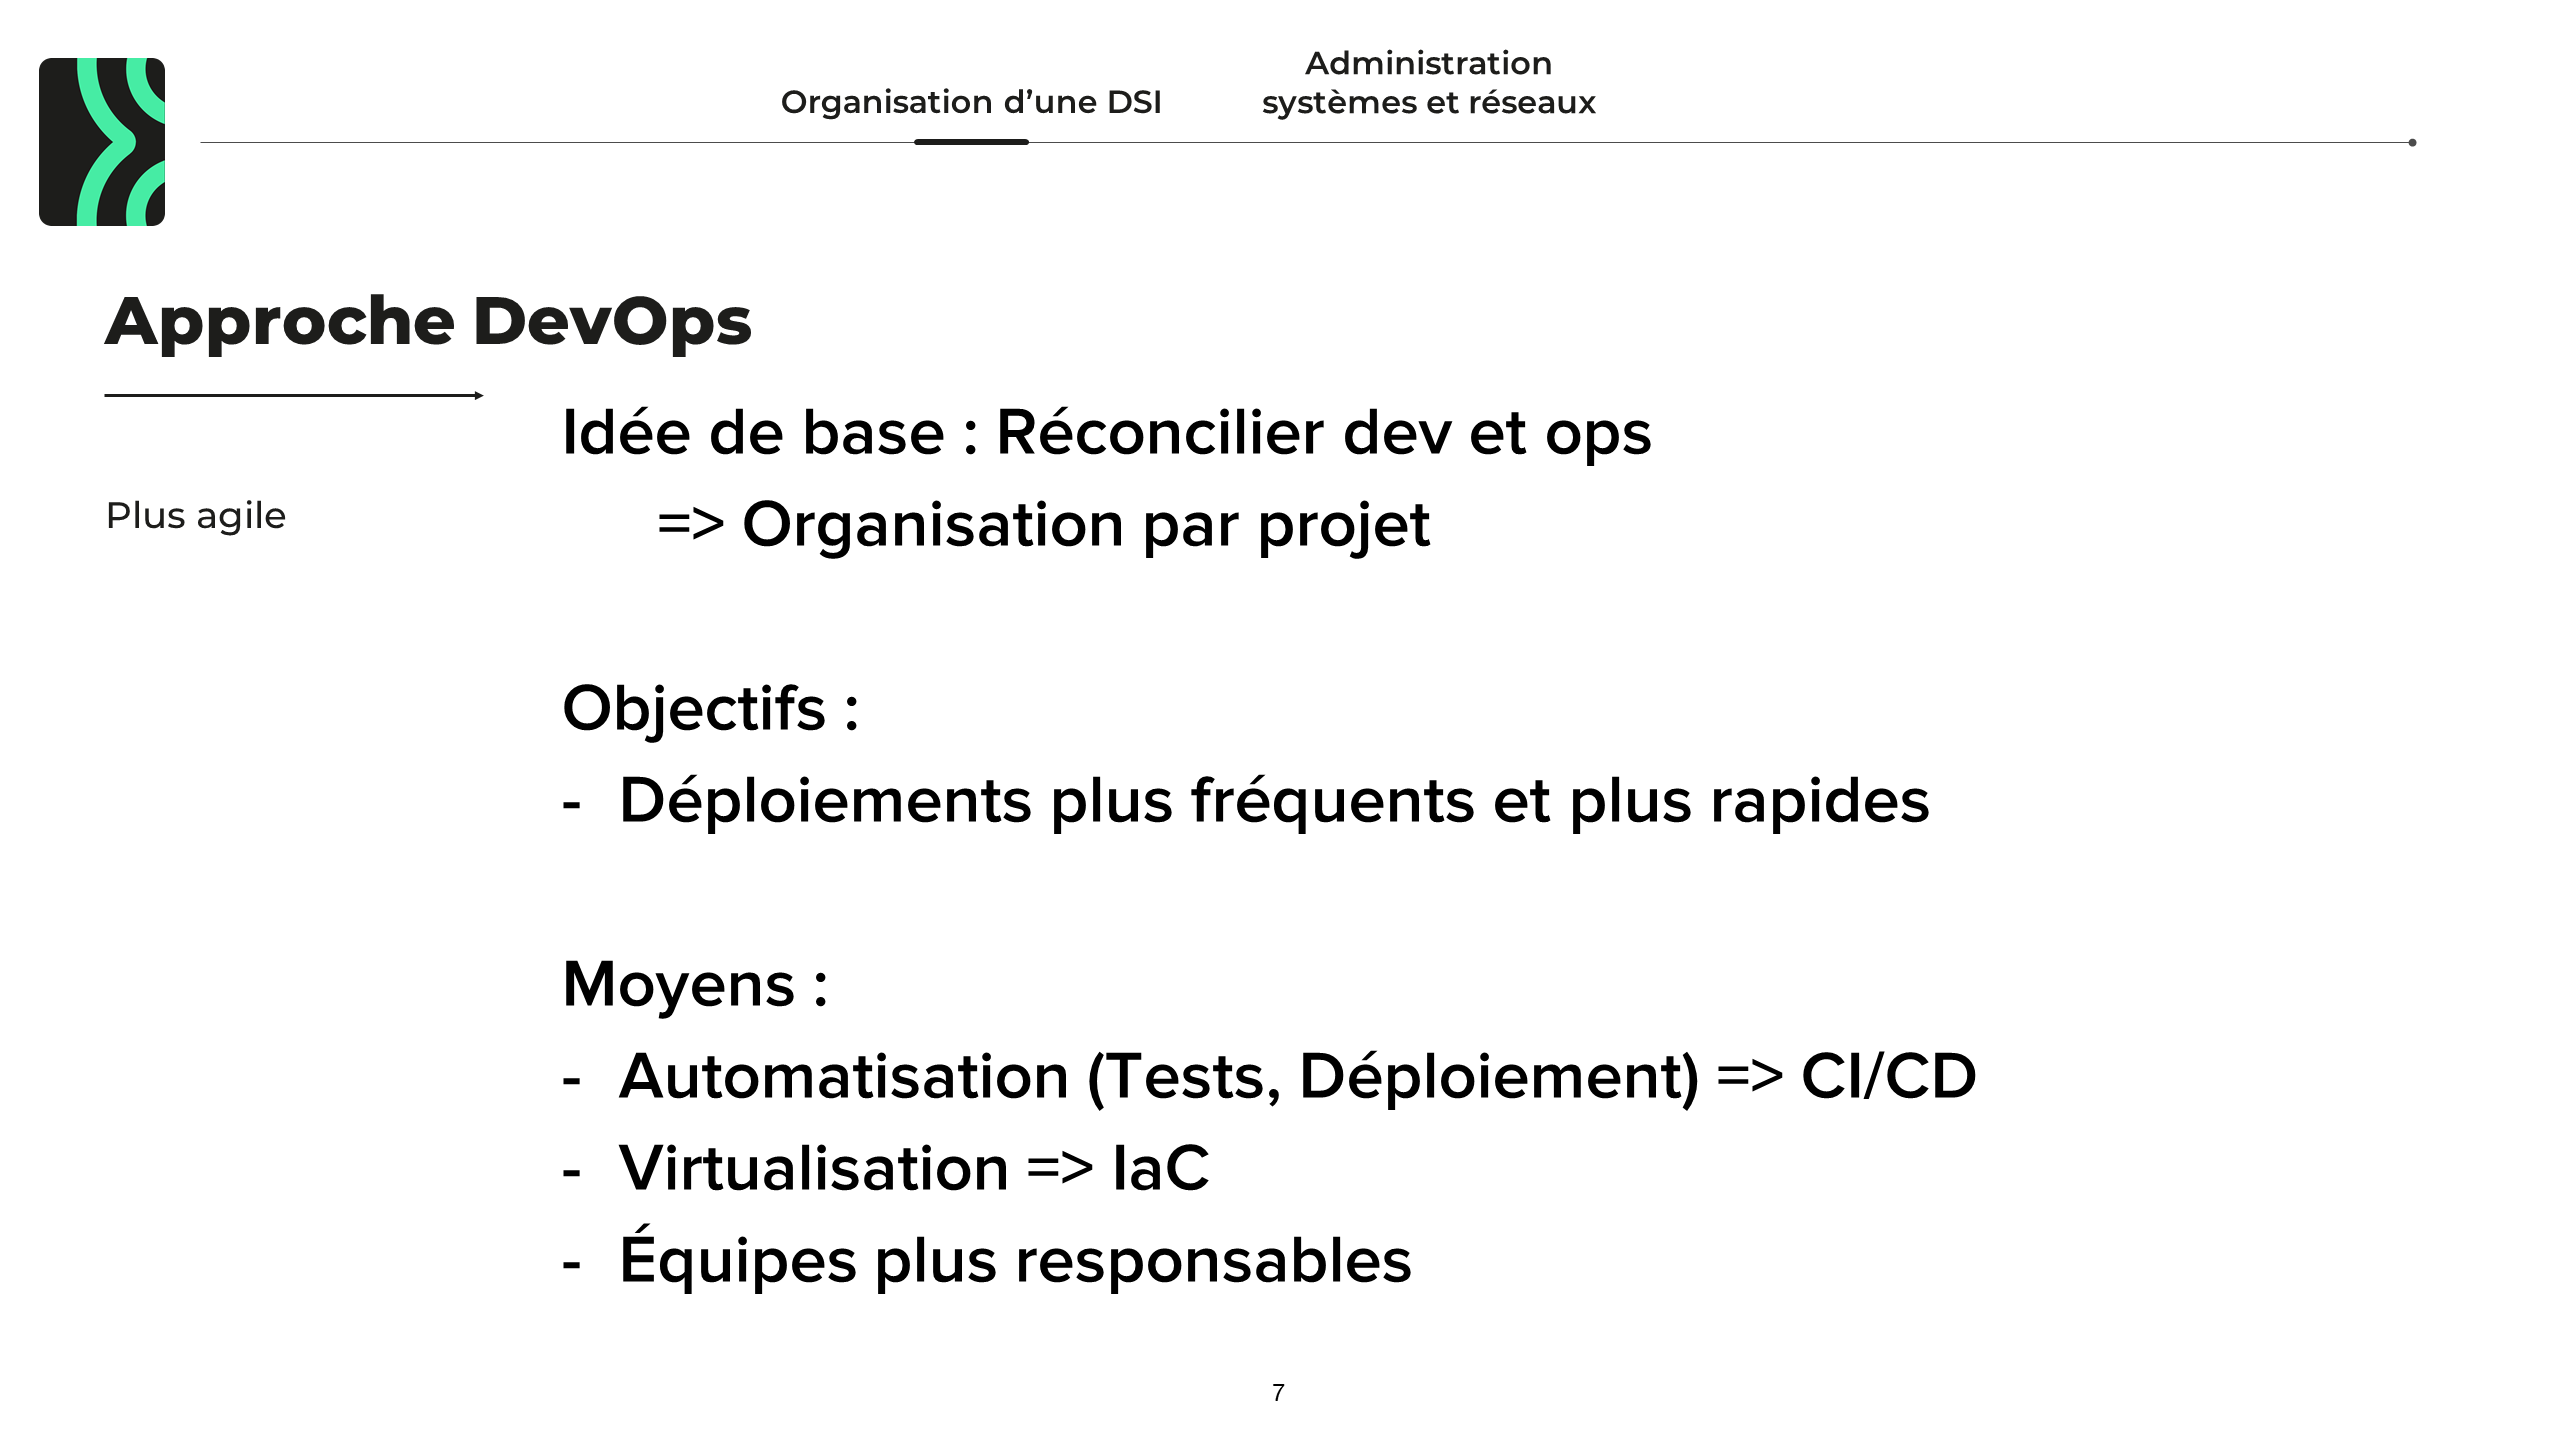 Organisation d’une DSI
Administration
systèmes et réseaux
Approche DevOps
Plus agile
Idée de base : Réconcilier dev et ops
=> Organisation par projet
Objectifs :
- Déploiements plus fréquents et plus rapides
Moyens :
- Automatisation (Tests, Déploiement) => CI/CD
- Virtualisation => IaC
- Équipes plus responsables
7